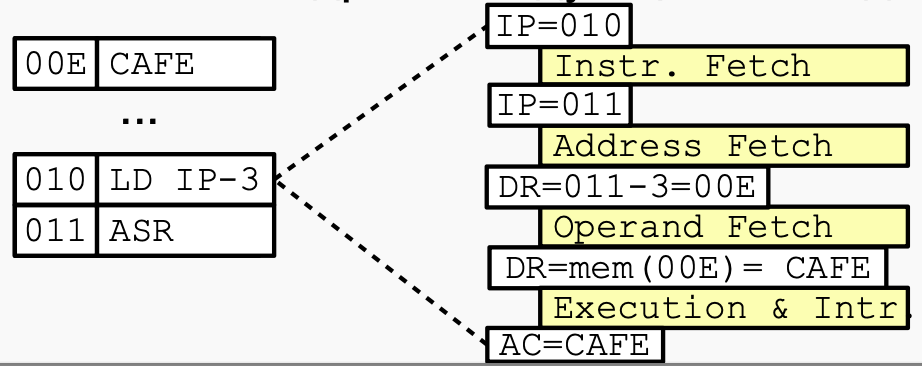 00E CAFE
...
010 LD IP-3
011 ASR
IP=010
Instr. Fetch
IP=011
Address Fetch
DR=011-3=00E
Operand Fetch
DR=mem(00E)= CAFE
Execution & Intr.
AC=CAFE